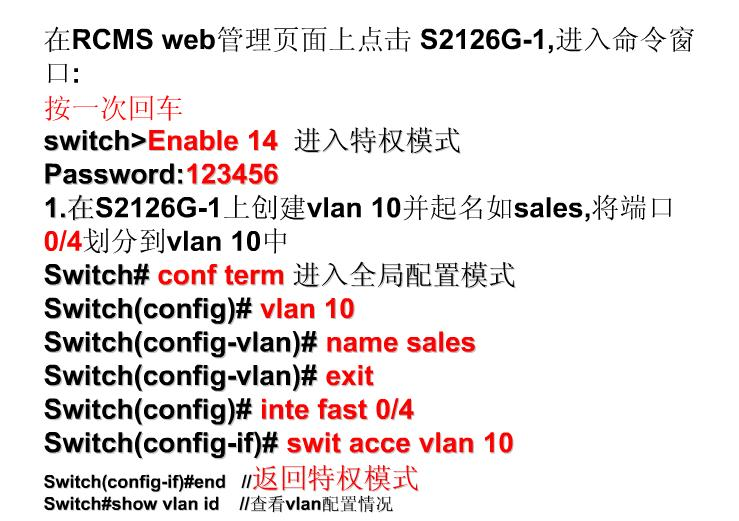 在RCMS web管理页面上点击 S2126G-1,进入命令窗
口:
按一次回车
switch>Enable 14  进入特权模式
Password:123456
1.在S2126G-1上创建vlan 10并起名如sales,将端口
0/4划分到vlan 10中
Switch# conf term 进入全局配置模式
Switch(config)# vlan 10
Switch(config-vlan)# name sales
Switch(config-vlan)# exit
Switch(config)# inte fast 0/4
Switch(config-if)# swit acce vlan 10
Switch(config-if)#end   //返回特权模式
Switch#show vlan id    //查看vlan配置情况